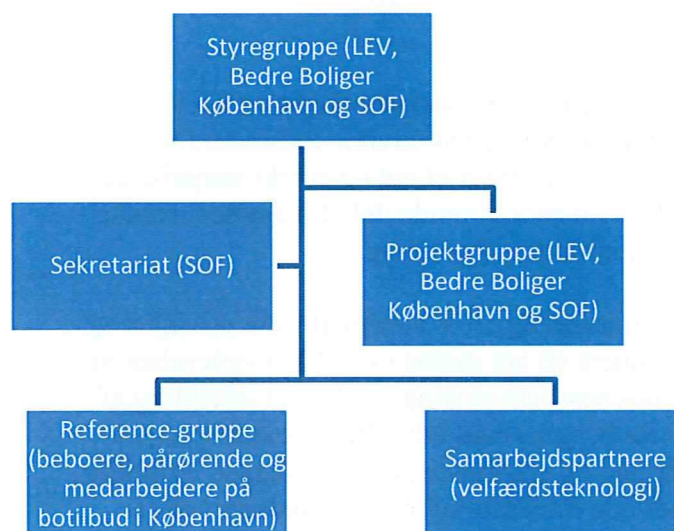 Styregruppe (LEV,
Bedre Boliger
København og SOF)
Sekretariat (SOF)
Projektgruppe (LEV,
Bedre Boliger
København og SOF)
Reference-gruppe
(beboere, pårørende og
medarbejdere på
botilbud i København)
Samarbejdspartnere
(velfærdsteknologi)